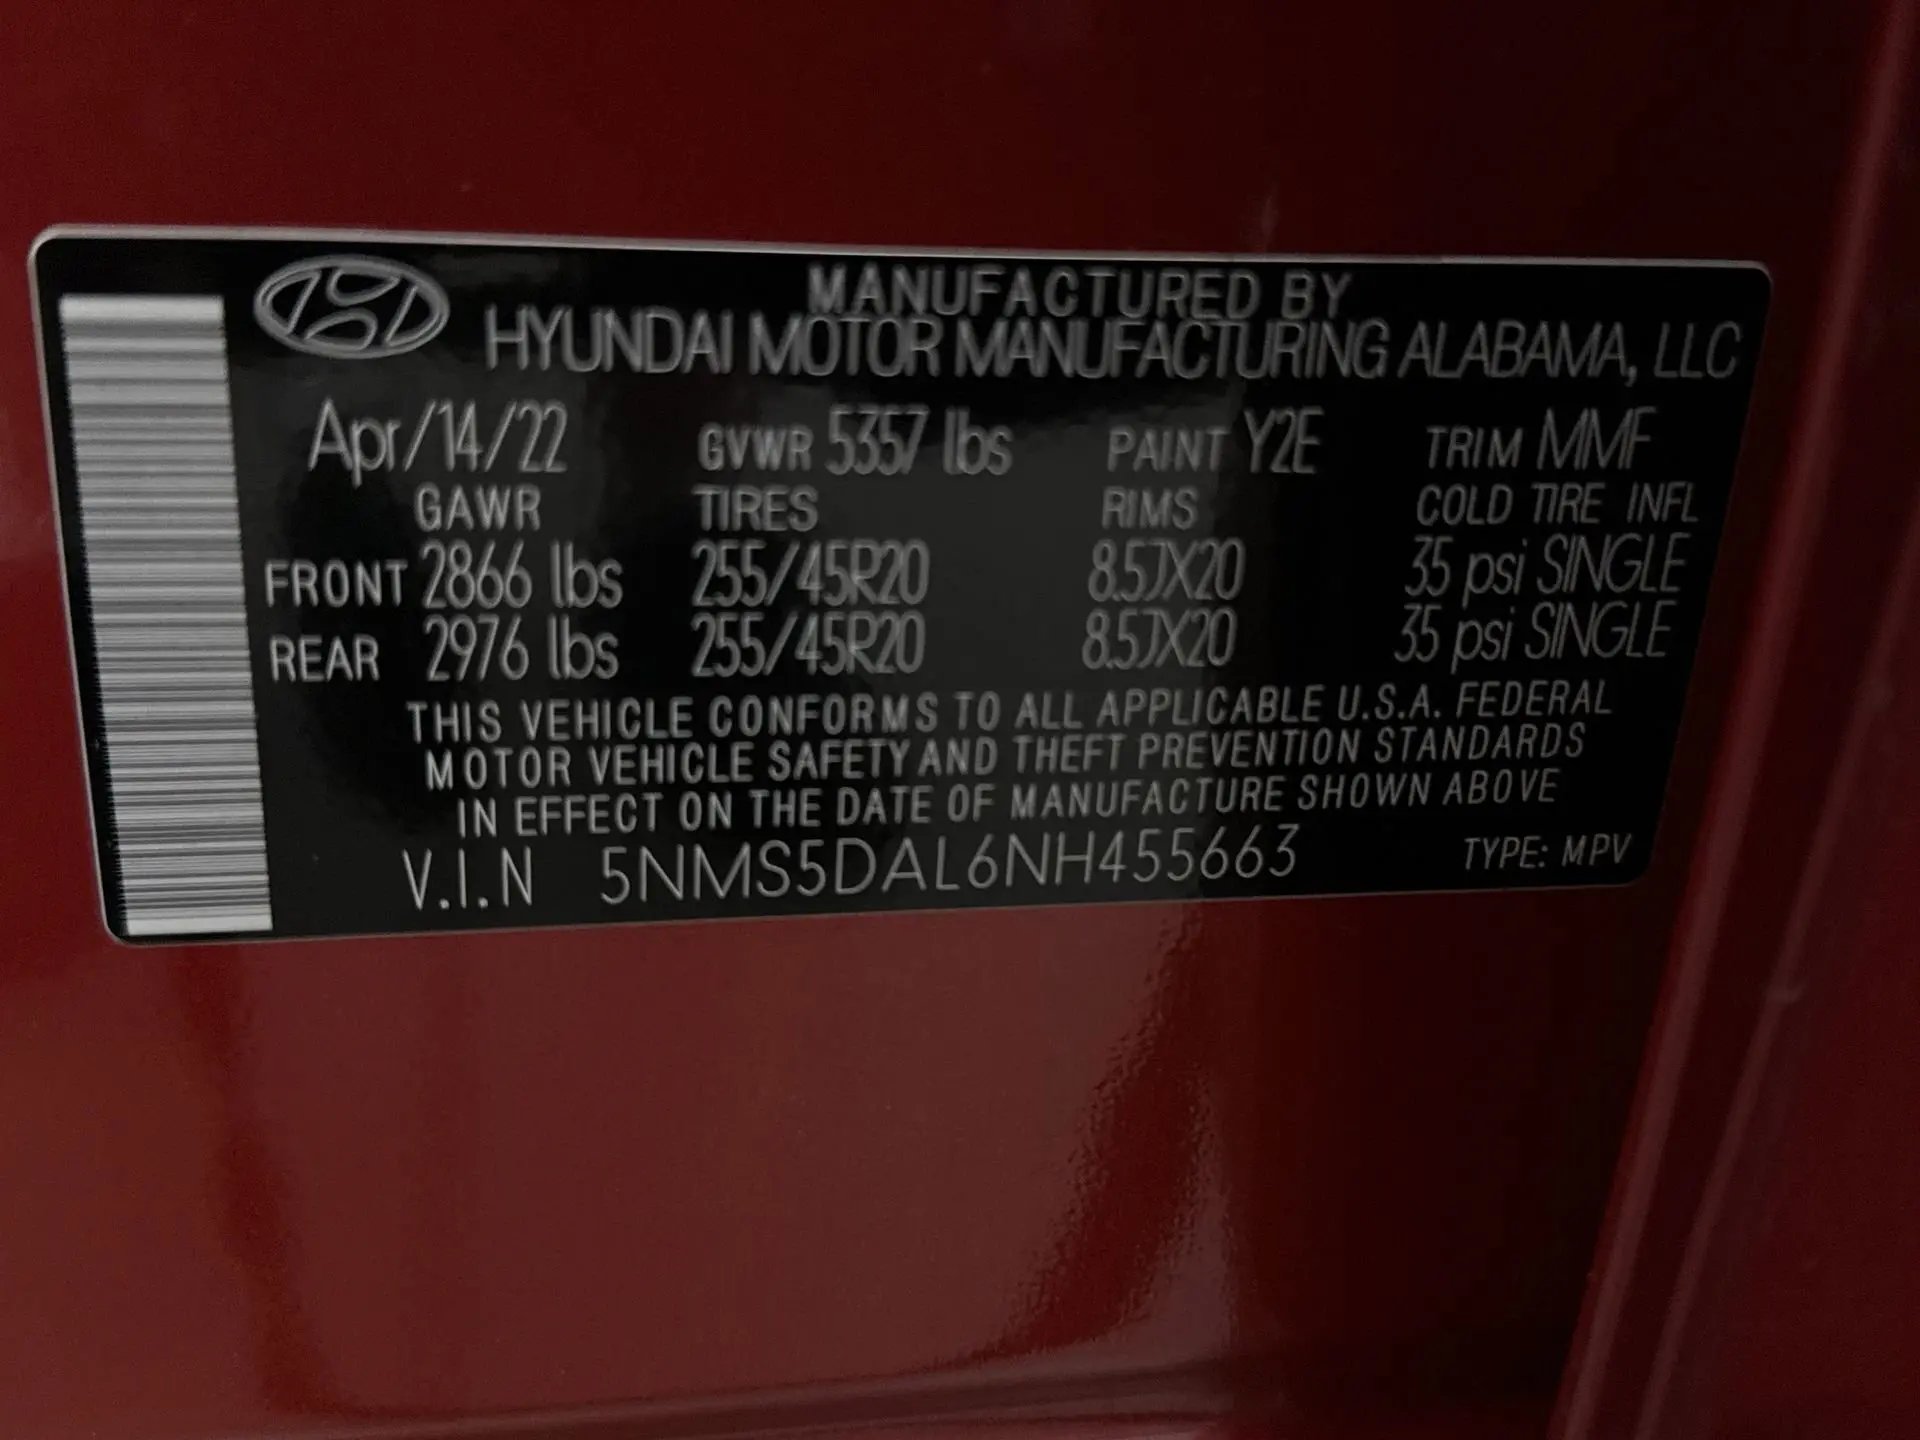 MANUFACTURED BY
HYUNDAI MOTOR MANUFACTURING ALABAMA, LLC
Apr/14/22 GVWR 5357 lbs PAINT Y2E TRIM MMF
GAWR TIRES RIMS COLD TIRE INFL
FRONT 2866 lbs 255/45R20 8.5JX20 35 psi SINGLE
REAR 2976 lbs 255/45R20 8.5JX20 35 psi SINGLE
THIS VEHICLE CONFORMS TO ALL APPLICABLE U.S.A. FEDERAL
MOTOR VEHICLE SAFETY AND THEFT PREVENTION STANDARDS
IN EFFECT ON THE DATE OF MANUFACTURE SHOWN ABOVE
V.I.N 5NMS5DAL6NH455663 TYPE: MPV